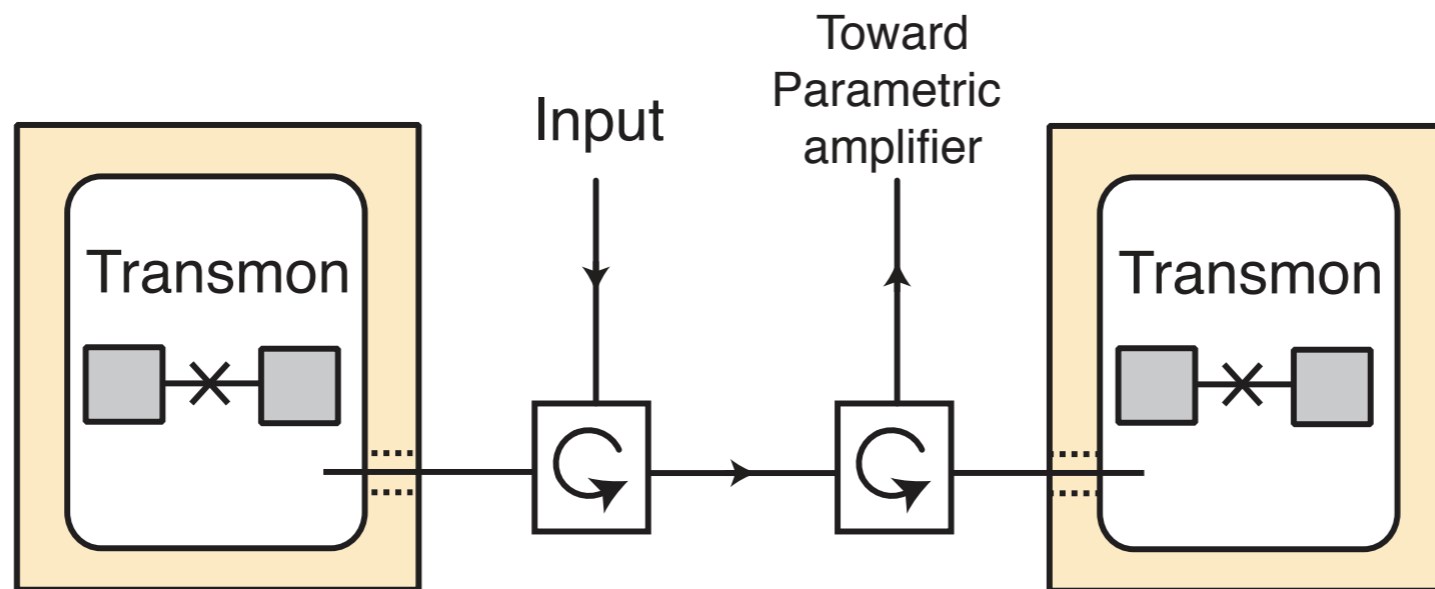 Toward
Parametric
amplifier
Input
Transmon
Transmon